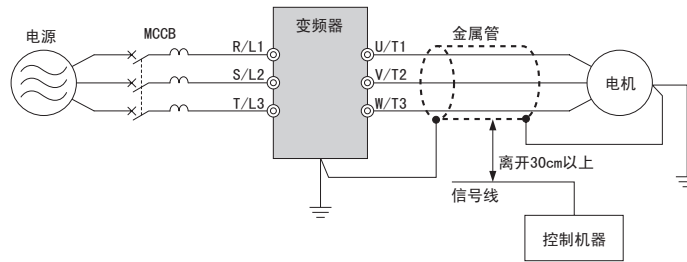 电源
MCCB
变频器
金属管
R/L1
S/L2
T/L3
U/T1
V/T2
W/T3
电机
离开30cm以上
信号线
控制机器